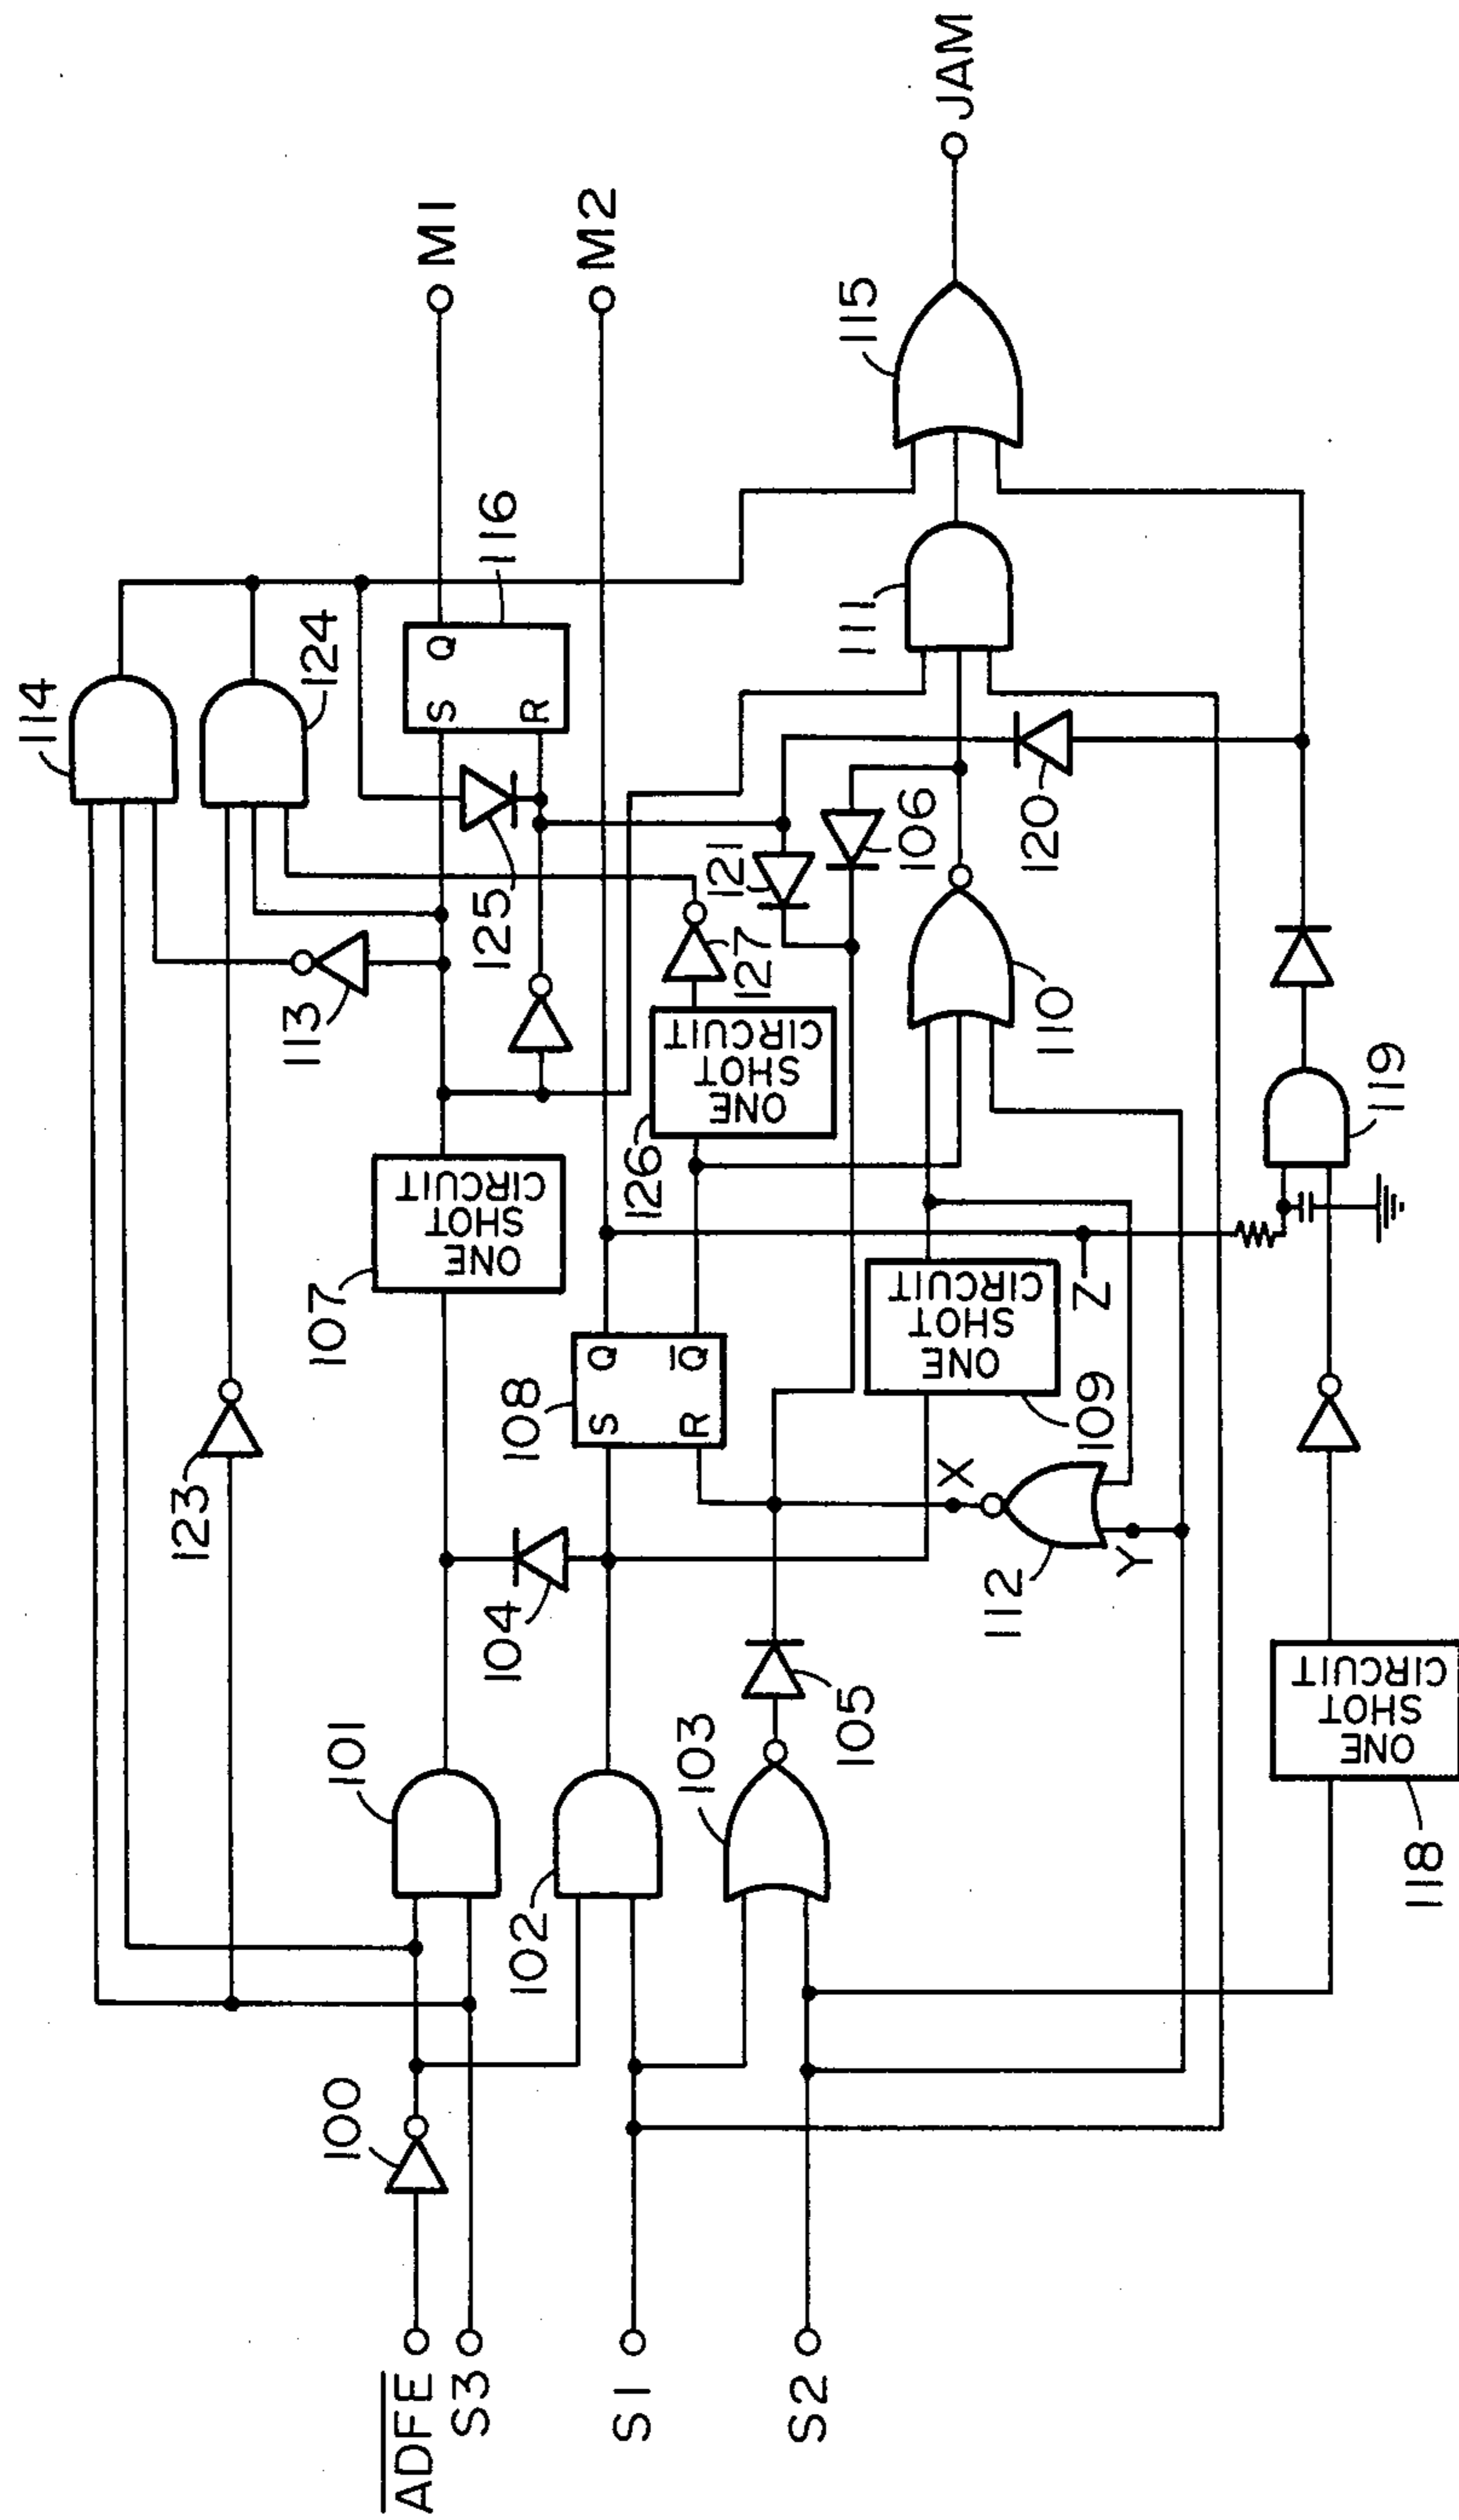 114
124
123
113
101
107
125
116
M1
M2
100
ADFE
S3
S1
S2
102
103
104
105
108
S
Q
R
Q
ONE
SHOT
CIRCUIT
S
Q
R
126
ONE
SHOT
CIRCUIT
127
121
106
120
110
111
115
JAM
109
ONE
SHOT
CIRCUIT
X
Y
Z
112
118
ONE
SHOT
CIRCUIT
119